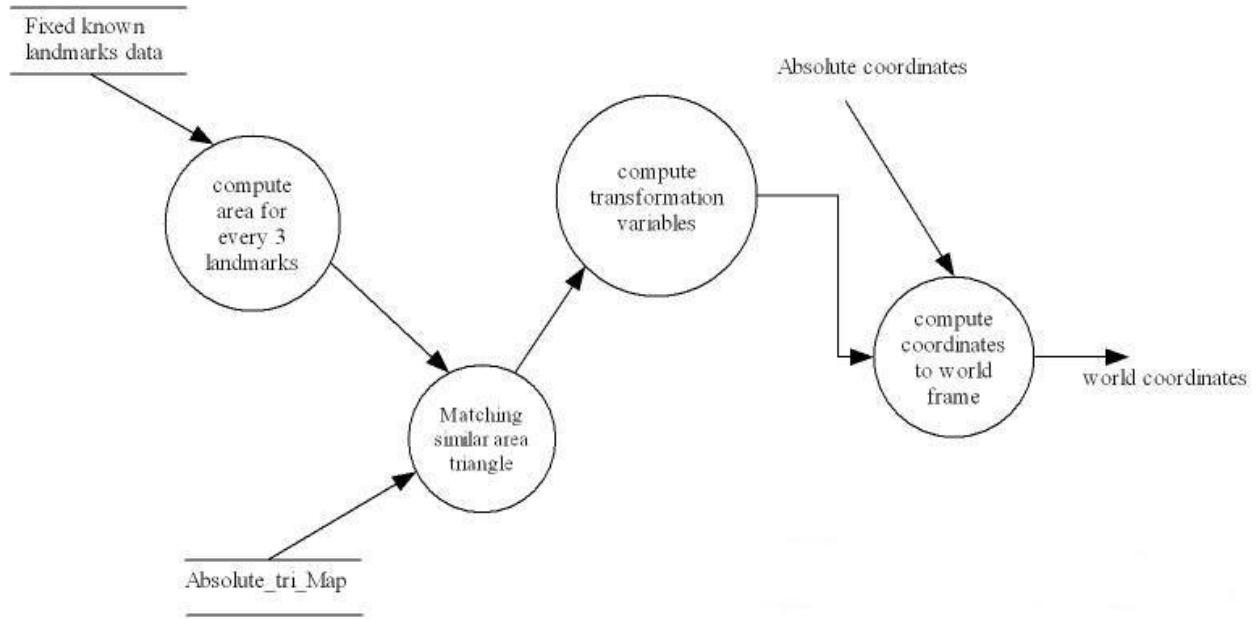 Fixed known
landmarks data
Absolute coordinates
compute
area for
every 3
landmarks
compute
transformation
variables
compute
coordinates
to world
frame
world coordinates
Matching
similar area
triangle
Absolute_tri_Map